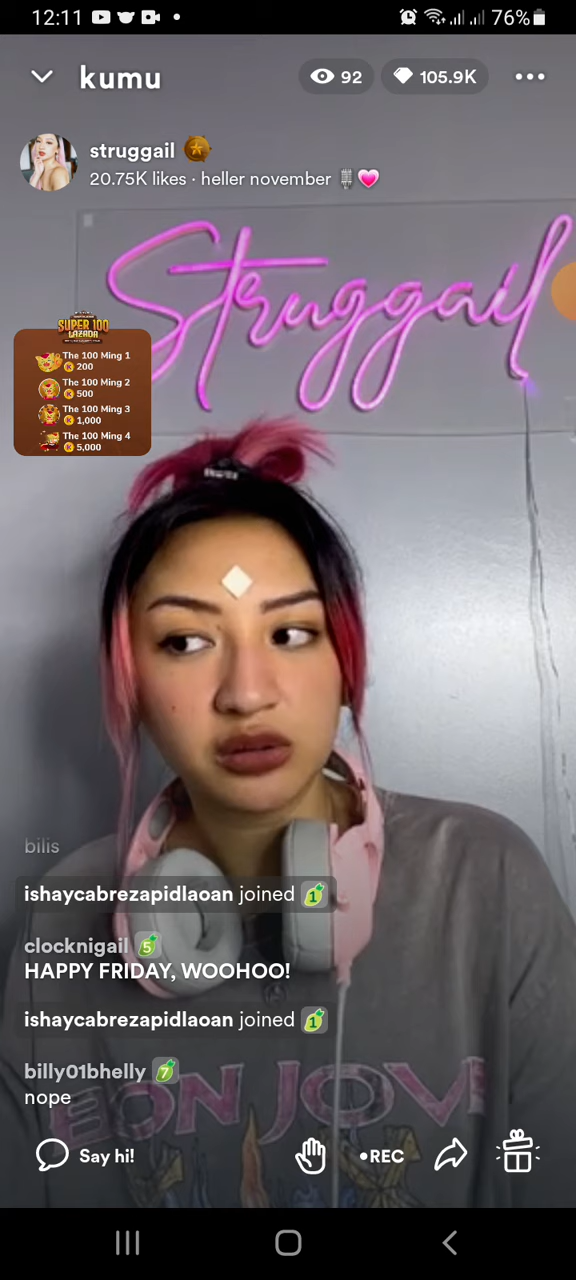 12:11
76%
kumu
92
105.9K
struggail
20.75K likes · heller november
Struggail
SUPER 100
LAZADA
The 100 Ming 1
200
The 100 Ming 2
500
The 100 Ming 3
1,000
The 100 Ming 4
5,000
bilis
ishaycabrezapidlaoan joined 1
clocknigail 5
HAPPY FRIDAY, WOOHOO!
ishaycabrezapidlaoan joined 1
billy01bhelly 7
nope
BON JOVI
Say hi!
•REC